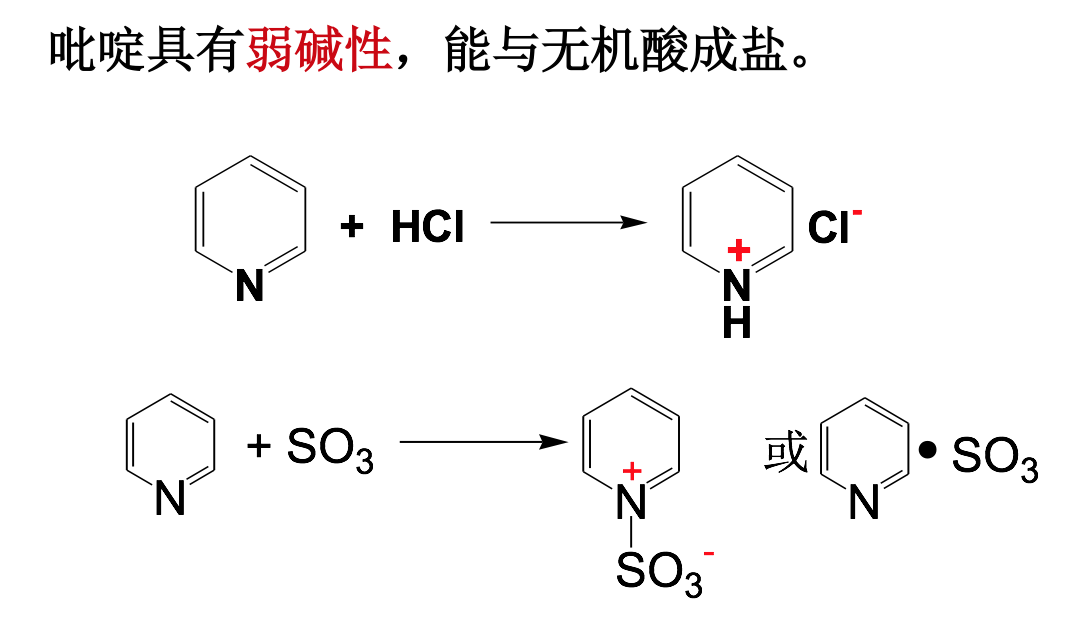 吡啶具有弱碱性，能与无机酸成盐。
N + HCl N + H Cl-
N + SO3 N + SO3- 或 N • SO3